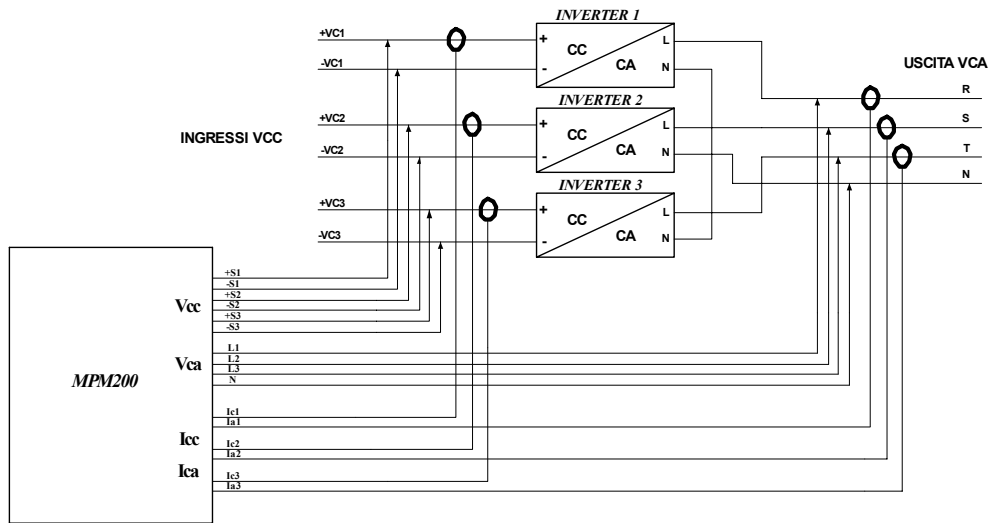 INVERTER 1
+VC1
+
CC
L
-VC1
-
CA
N
USCITA VCA
R
INVERTER 2
+VC2
+
CC
L
S
INGRESSI VCC
-VC2
-
CA
N
T
N
INVERTER 3
+VC3
+
CC
L
-VC3
-
CA
N
+S1
-S1
+S2
Vcc
-S2
+S3
-S3
L1
Vca
L2
L3
N
MPM200
Ic1
Ia1
Icc
Ic2
Ia2
Ica
Ic3
Ia3